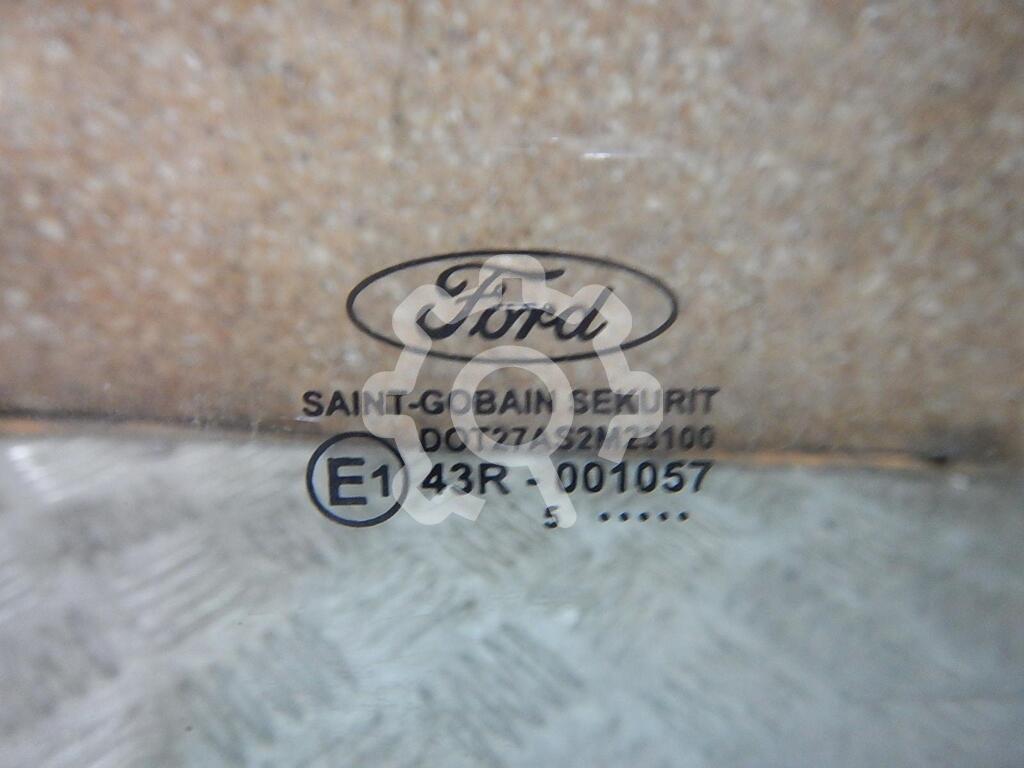 Ford
SAINT-GOBAIN SEKURIT
DOT27AS2M23100
E1 43R - 001057
5 .....